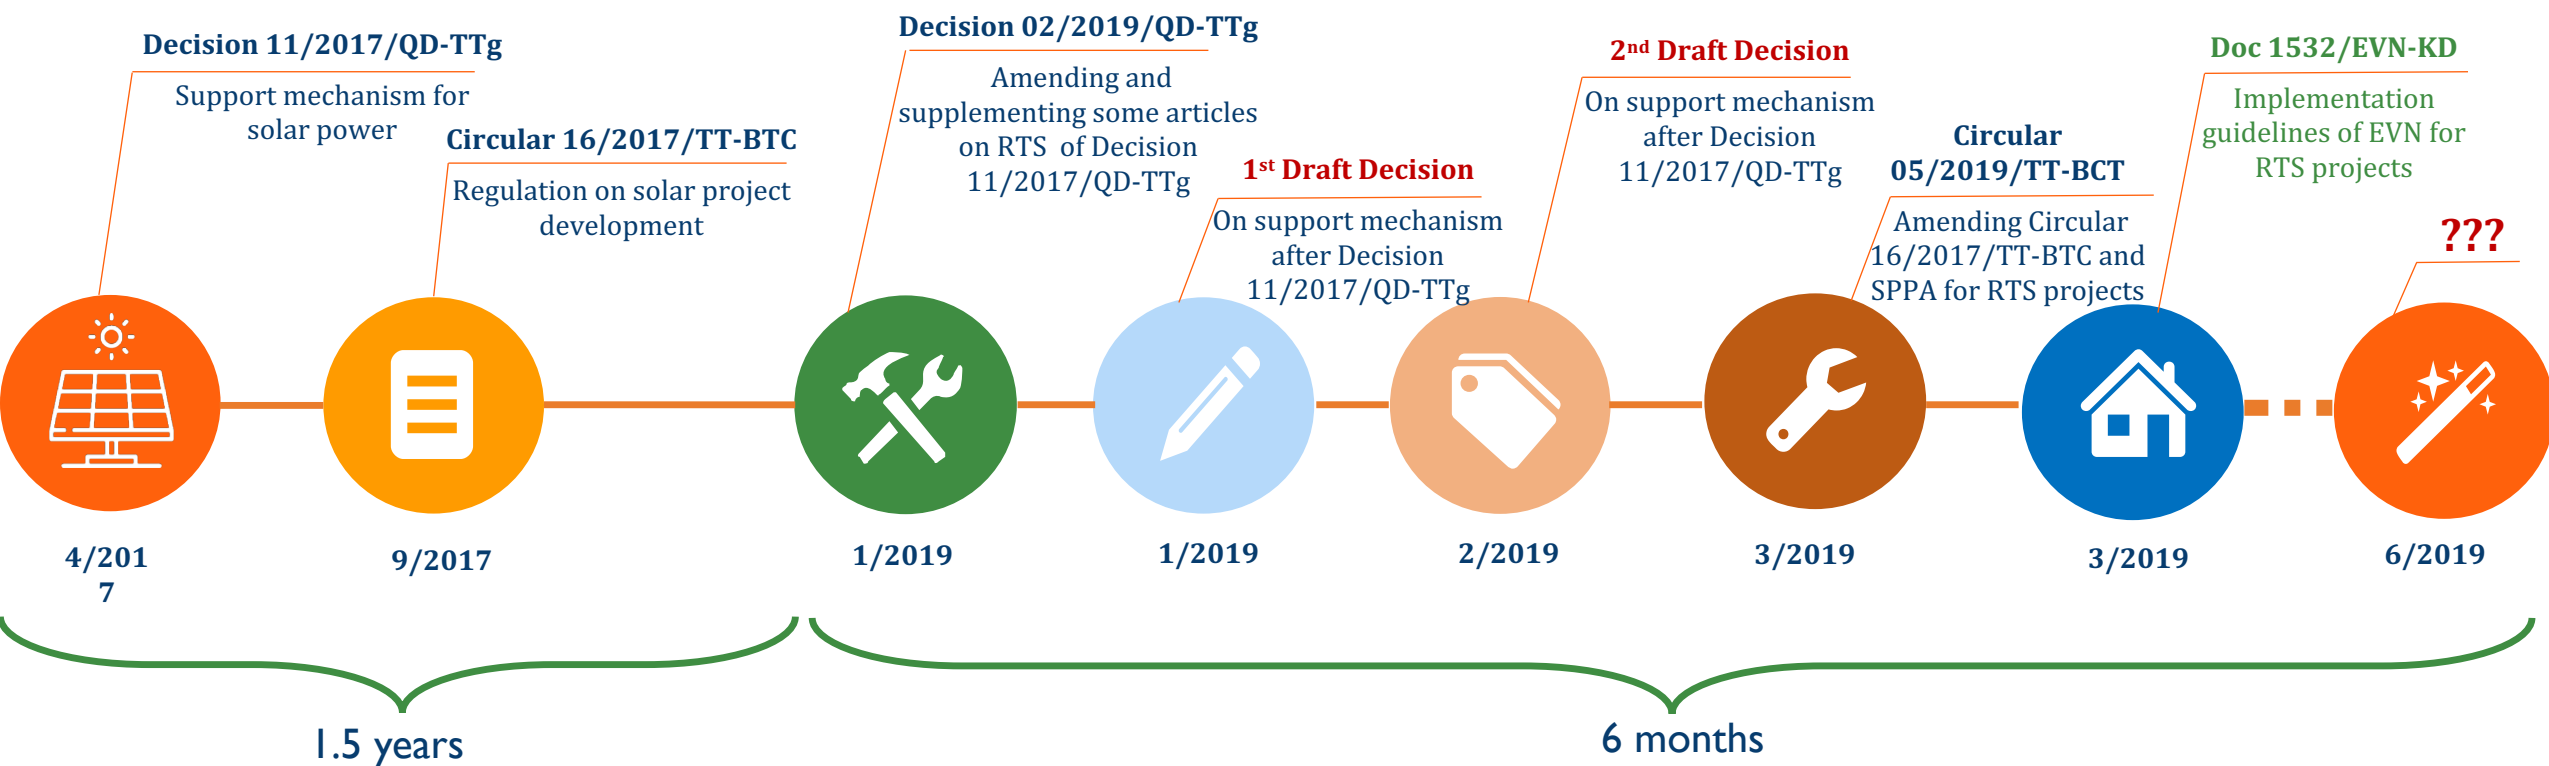 Decision 11/2017/QD-TTg
Support mechanism for
solar power
Circular 16/2017/TT-BTC
Regulation on solar project
development
Decision 02/2019/QD-TTg
Amending and
supplementing some articles
on RTS of Decision
11/2017/QD-TTg
1st Draft Decision
On support mechanism
after Decision
11/2017/QD-TTg
2nd Draft Decision
On support mechanism
after Decision
11/2017/QD-TTg
Circular
05/2019/TT-BCT
Amending Circular
16/2017/TT-BTC and
SPPA for RTS projects
Doc 1532/EVN-KD
Implementation
guidelines of EVN for
RTS projects
???
4/201
7
9/2017
1/2019
1/2019
2/2019
3/2019
3/2019
6/2019
1.5 years
6 months